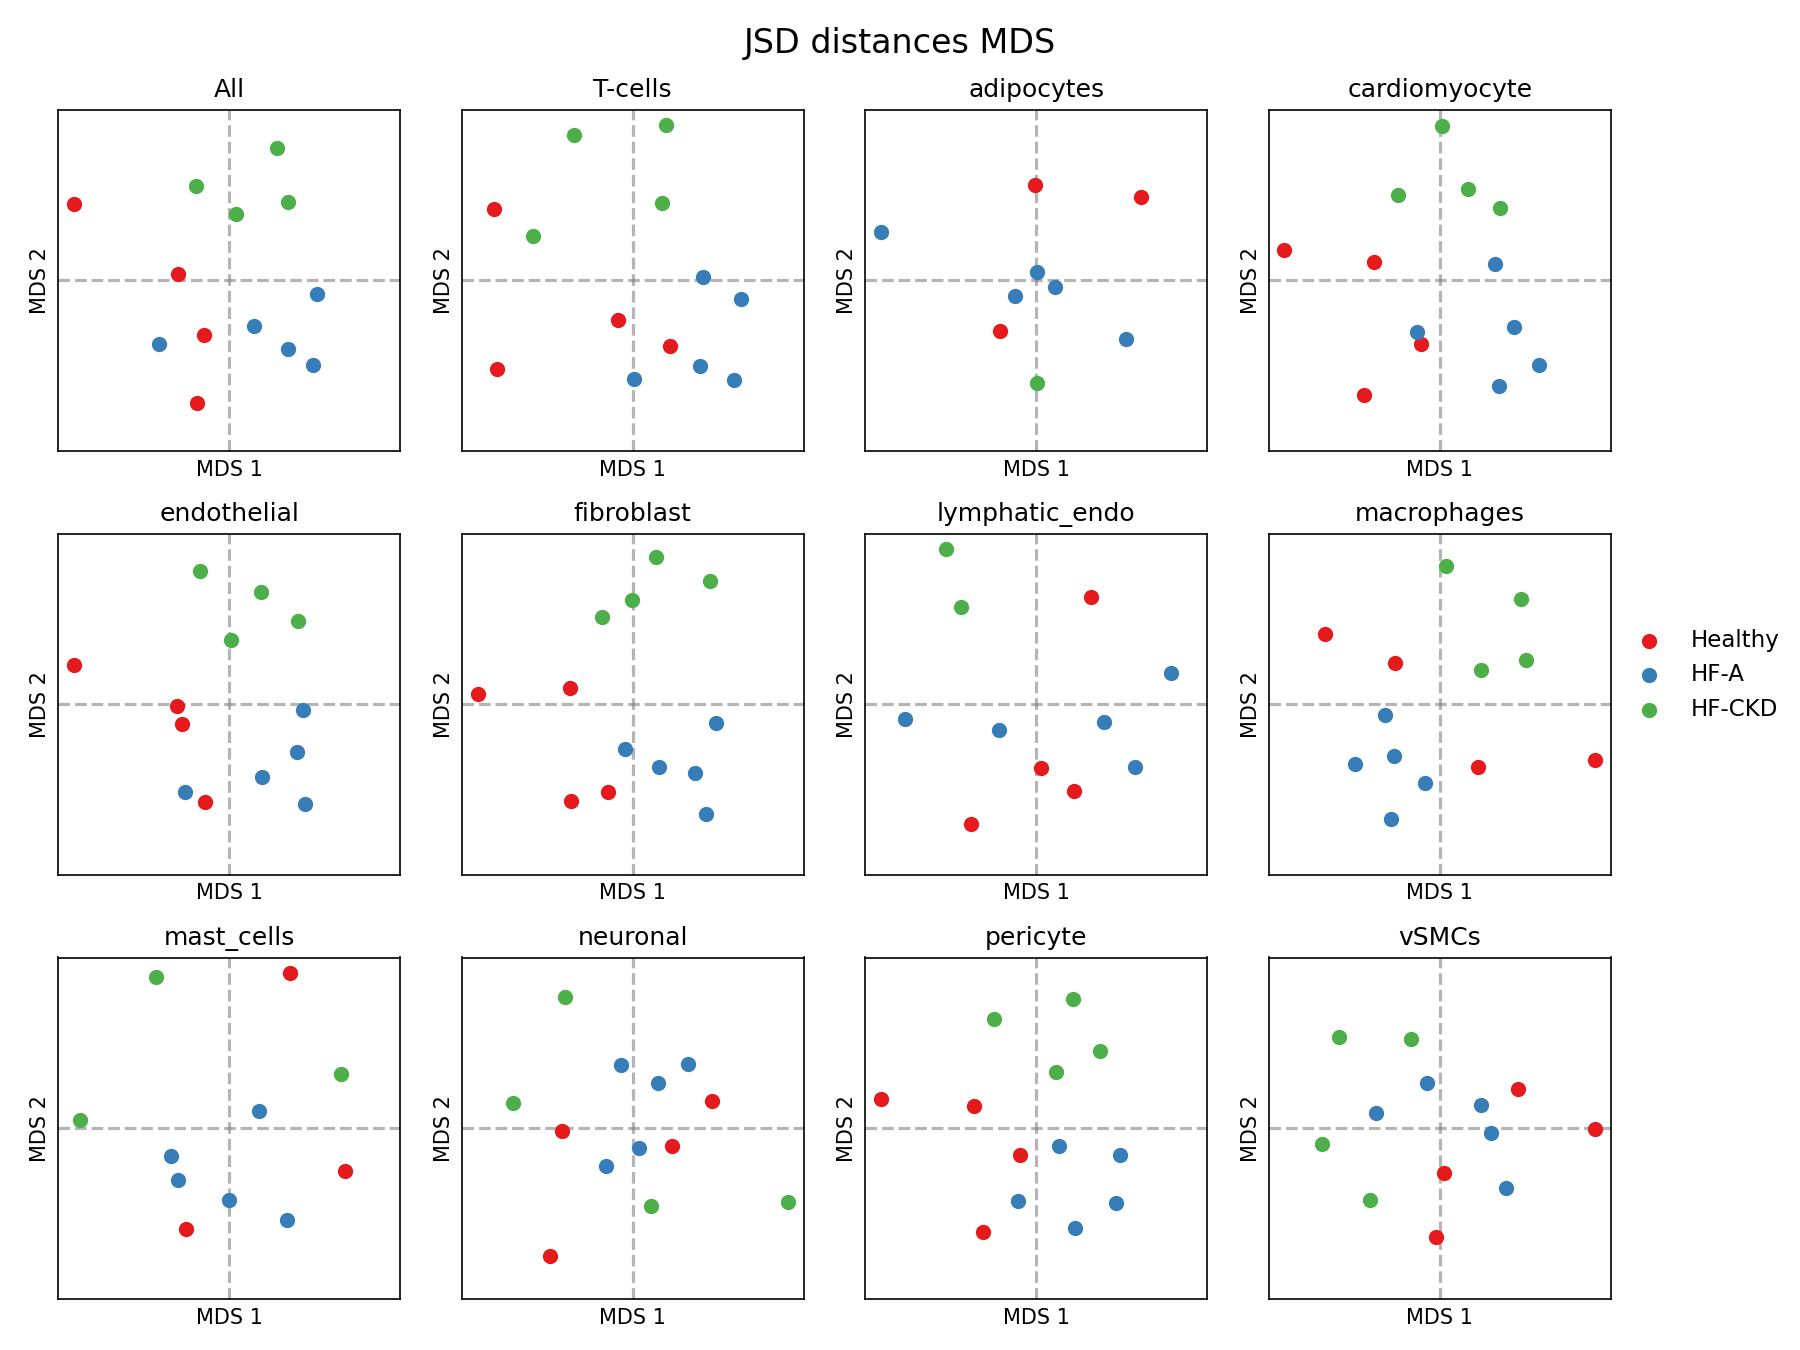 JSD distances MDS
All
T-cells
adipocytes
cardiomyocyte
MDS 2
MDS 2
MDS 2
MDS 2
MDS 1
MDS 1
MDS 1
MDS 1
endothelial
fibroblast
lymphatic_endo
macrophages
MDS 2
MDS 2
MDS 2
MDS 2
Healthy
HF-A
HF-CKD
MDS 1
MDS 1
MDS 1
MDS 1
mast_cells
neuronal
pericyte
vSMCs
MDS 2
MDS 2
MDS 2
MDS 2
MDS 1
MDS 1
MDS 1
MDS 1